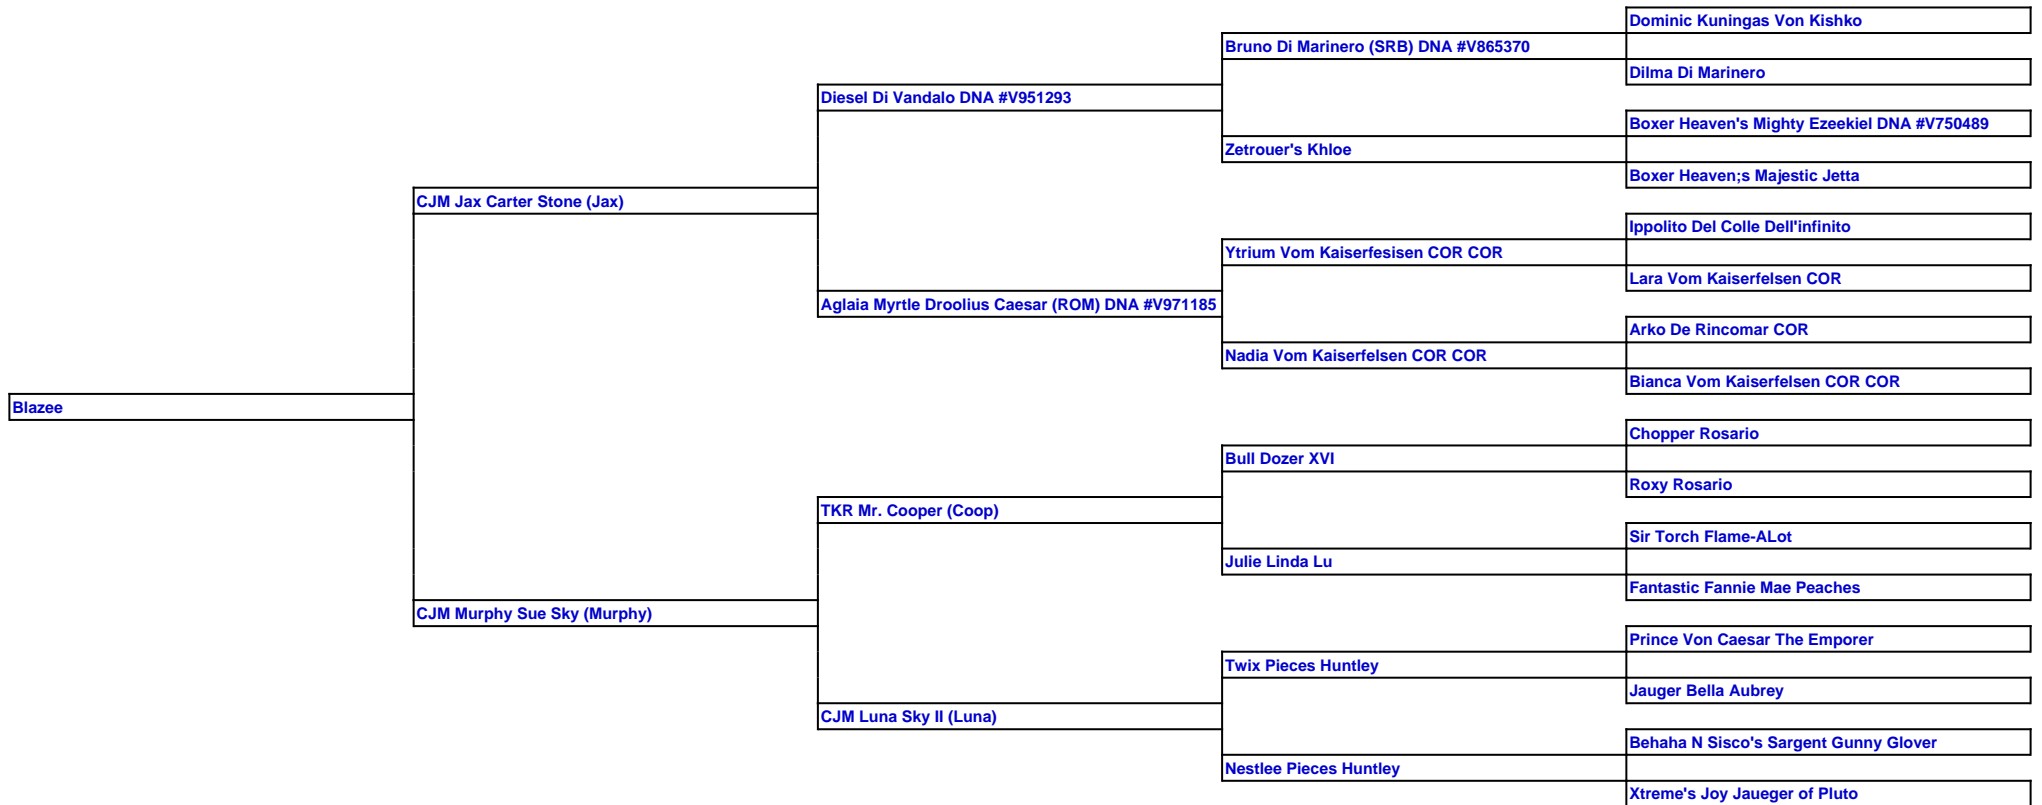 Dominic Kuningas Von Kishko
Bruno Di Marinero (SRB) DNA #V865370
Dilma Di Marinero
Diesel Di Vandalo DNA #V951293
Boxer Heaven's Mighty Ezeekiel DNA #V750489
Zetrouer's Khloe
Boxer Heaven;s Majestic Jetta
CJM Jax Carter Stone (Jax)
Ippolito Del Colle Dell'infinito
Ytrium Vom Kaiserfesisen COR COR
Lara Vom Kaiserfelsen COR
Aglaia Myrtle Droolius Caesar (ROM) DNA #V971185
Arko De Rincomar COR
Nadia Vom Kaiserfelsen COR COR
Bianca Vom Kaiserfelsen COR COR
Blazee
Chopper Rosario
Bull Dozer XVI
Roxy Rosario
TKR Mr. Cooper (Coop)
Sir Torch Flame-ALot
Julie Linda Lu
Fantastic Fannie Mae Peaches
CJM Murphy Sue Sky (Murphy)
Prince Von Caesar The Emporer
Twix Pieces Huntley
Jauger Bella Aubrey
CJM Luna Sky II (Luna)
Behaha N Sisco's Sargent Gunny Glover
Nestlee Pieces Huntley
Xtreme's Joy Jaueger of Pluto